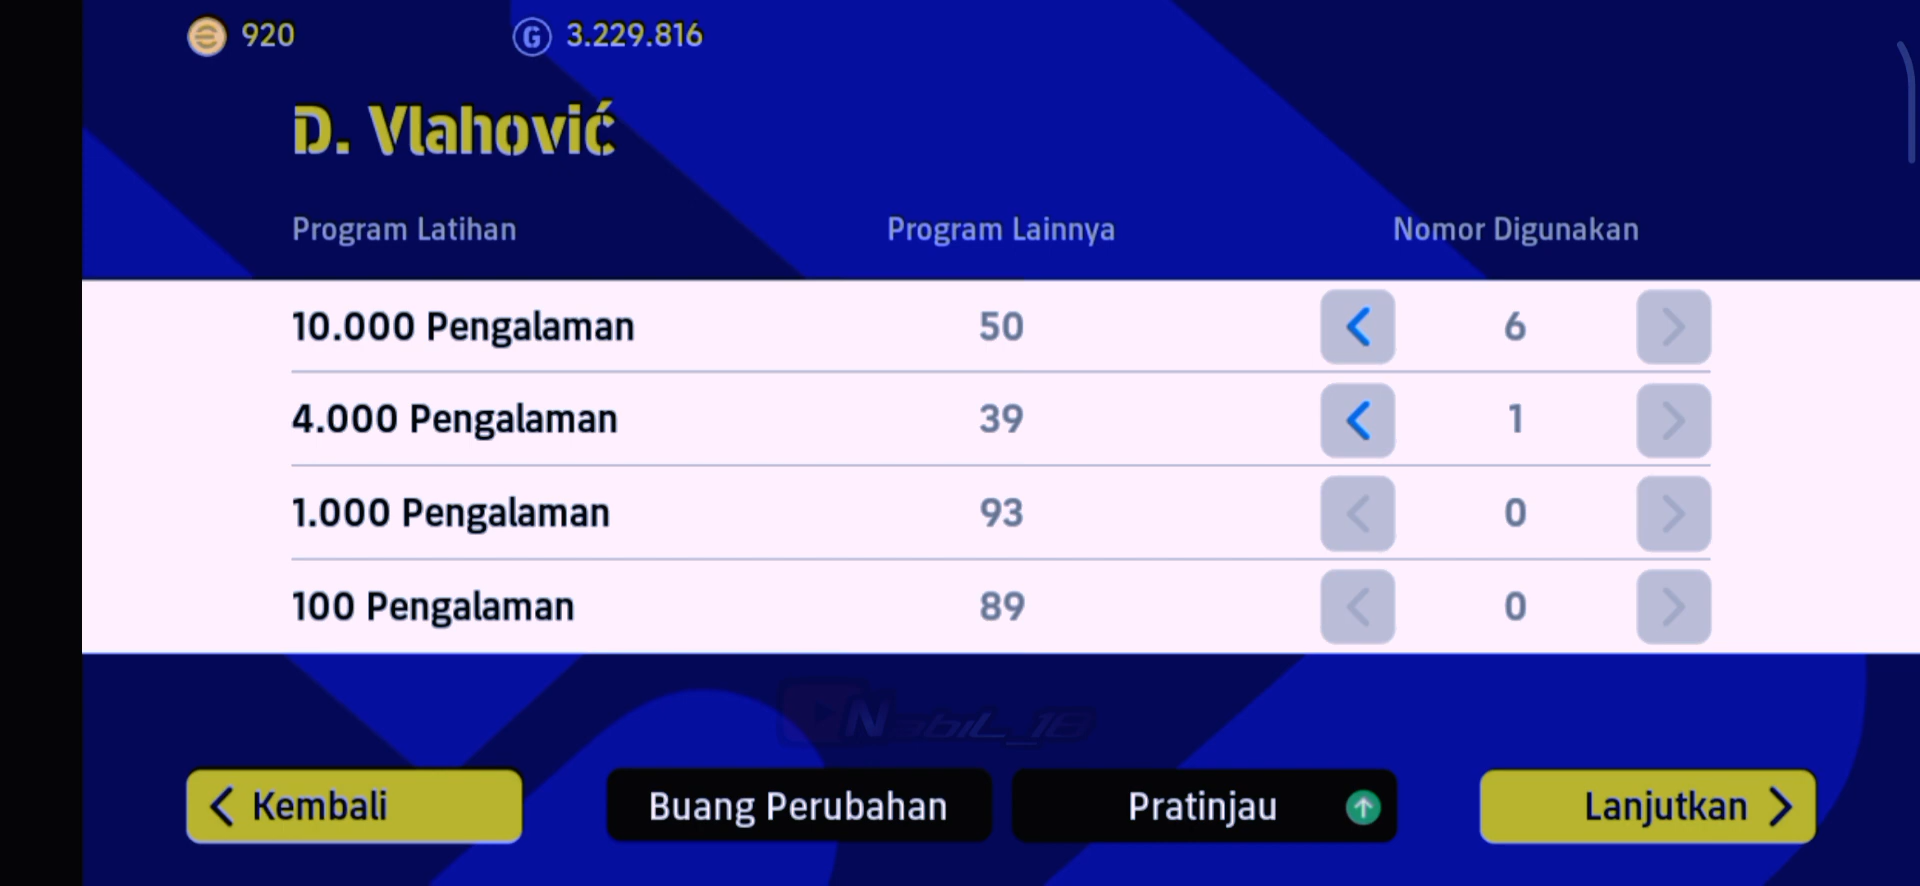 920
3.229.816
D. Vlahović
Program Latihan Program Lainnya Nomor Digunakan
10.000 Pengalaman 50 6
4.000 Pengalaman 39 1
1.000 Pengalaman 93 0
100 Pengalaman 89 0
Nabil_16
Kembali Buang Perubahan Pratinjau Lanjutkan